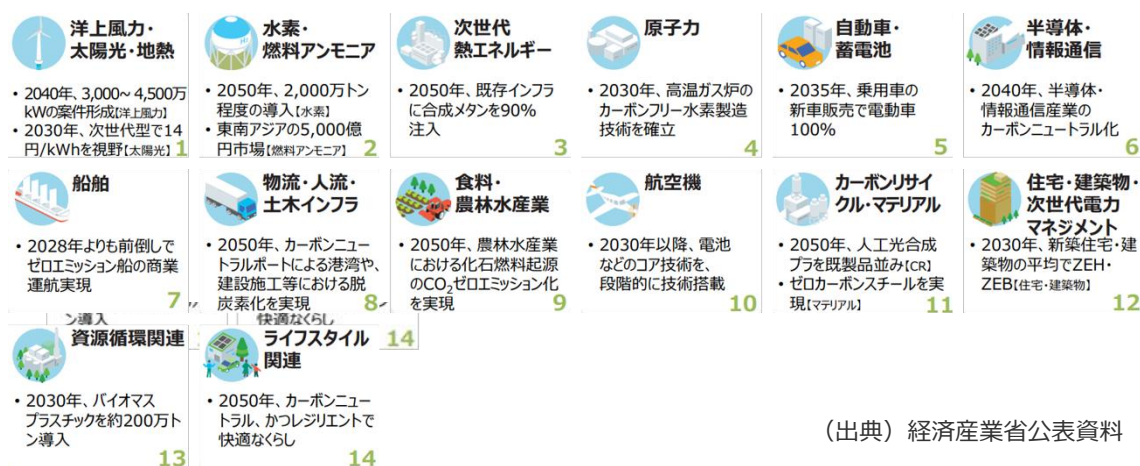 洋上風力・
太陽光・地熱
• 2040年、3,000~ 4,500万
kWの案件形成【洋上風力】
• 2030年、次世代型で14
円/kWhを視野【太陽光】
1
水素・
燃料アンモニア
• 2050年、2,000万トン
程度の導入【水素】
• 東南アジアの5,000億
円市場【燃料アンモニア】
2
次世代
熱エネルギー
• 2050年、既存インフラ
に合成メタンを90%
注入
3
原子力
• 2030年、高温ガス炉の
カーボンフリー水素製造
技術を確立
4
自動車・
蓄電池
• 2035年、乗用車の
新車販売で電動車
100%
5
半導体・
情報通信
• 2040年、半導体・
情報通信産業の
カーボンニュートラル化
6
船舶
• 2028年よりも前倒しで
ゼロエミッション船の商業
運航実現
7
物流・人流・
土木インフラ
• 2050年、カーボンニュー
トラルポートによる港湾や、
建設施工等における脱
炭素化を実現
8
食料・
農林水産業
• 2050年、農林水産業
における化石燃料起源
のCO₂ゼロエミッション化
を実現
9
航空機
• 2030年以降、電池
などのコア技術を、
段階的に技術搭載
10
カーボンリサイ
クル・マテリアル
• 2050年、人工光合成
プラを既製品並み【CR】
• ゼロカーボンスチールを実
現【マテリアル】
11
住宅・建築物・
次世代電力
マネジメント
• 2030年、新築住宅・建
築物の平均でZEH・
ZEB【住宅・建築物】
12
ン導入
快適なくらし
14
資源循環関連
• 2030年、バイオマス
プラスチックを約200万ト
ン導入
13
ライフスタイル
関連
• 2050年、カーボンニュー
トラル、かつレジリエントで
快適なくらし
14
（出典）経済産業省公表資料